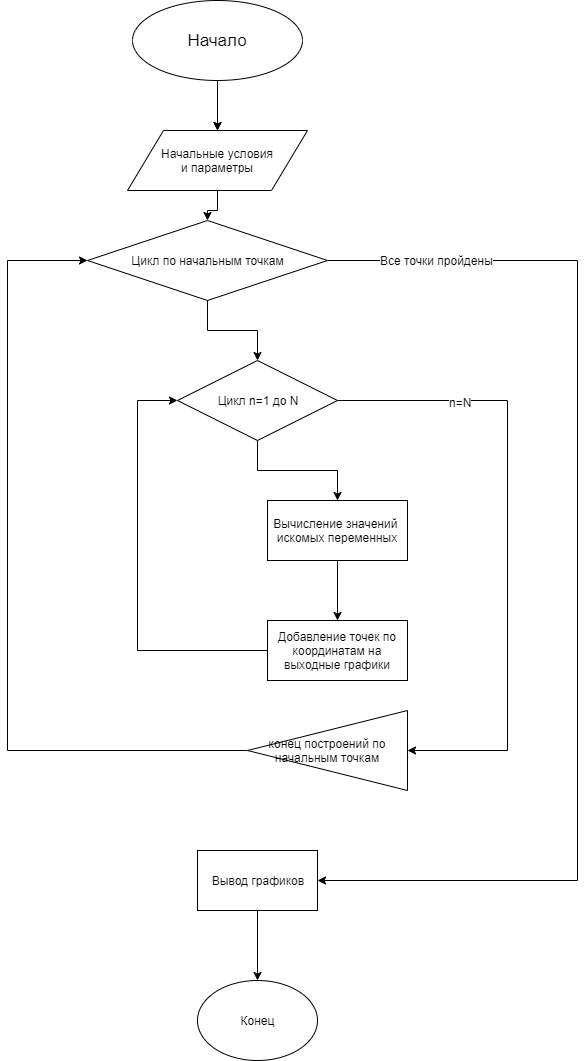 Начало
Начальные условия
и параметры
Цикл по начальным точкам
Все точки пройдены
Цикл n=1 до N
n=N
Вычисление значений
искомых переменных
Добавление точек по
координатам на
выходные графики
конец построений по
начальным точкам
Вывод графиков
Конец